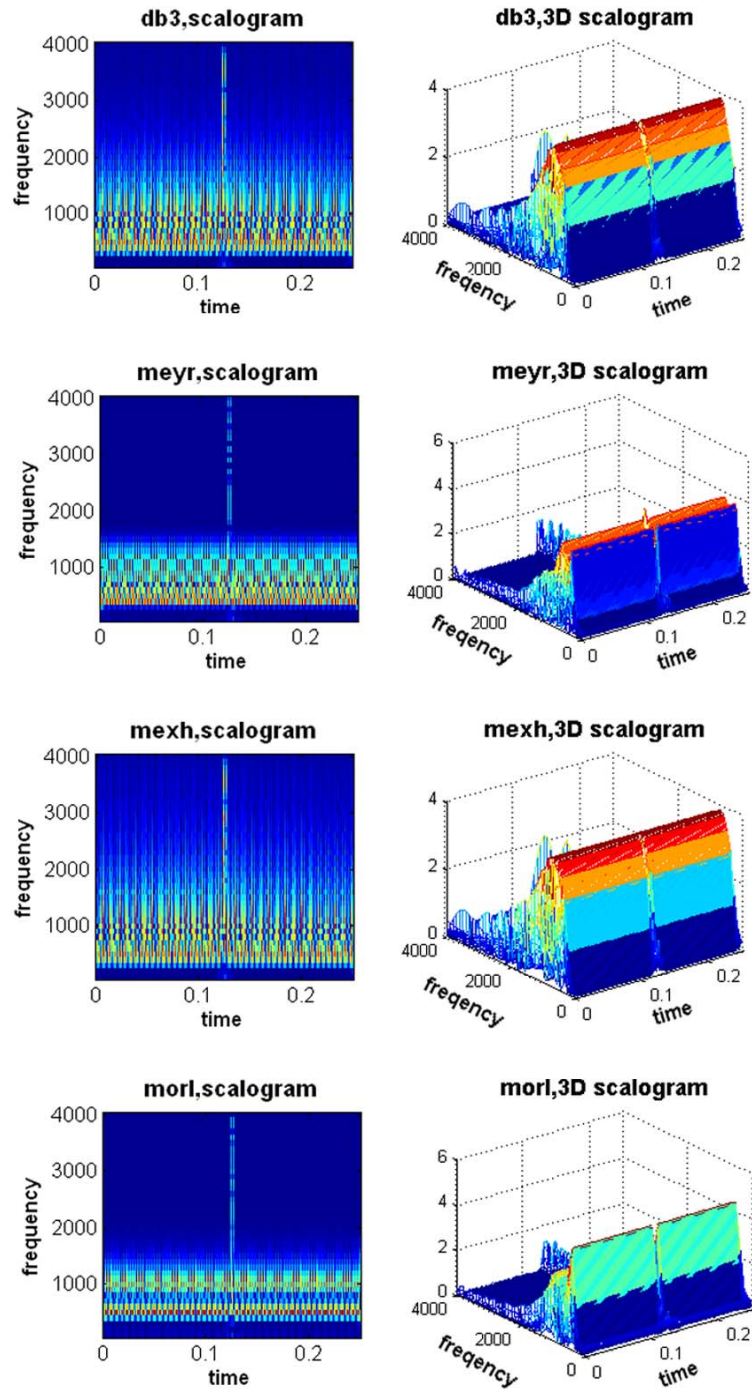 db3,scalogram
4000
3000
2000
1000
frequency
0 0.1 0.2
time
db3,3D scalogram
4
2
0
4000
2000
0
freqency
0 0.1 0.2
time
meyr,scalogram
4000
3000
2000
1000
frequency
0 0.1 0.2
time
meyr,3D scalogram
6
4
2
0
4000
2000
0
freqency
0 0.1 0.2
time
mexh,scalogram
4000
3000
2000
1000
frequency
0 0.1 0.2
time
mexh,3D scalogram
4
2
0
4000
2000
0
freqency
0 0.1 0.2
time
morl,scalogram
4000
3000
2000
1000
frequency
0 0.1 0.2
time
morl,3D scalogram
6
4
2
0
4000
2000
0
freqency
0 0.1 0.2
time